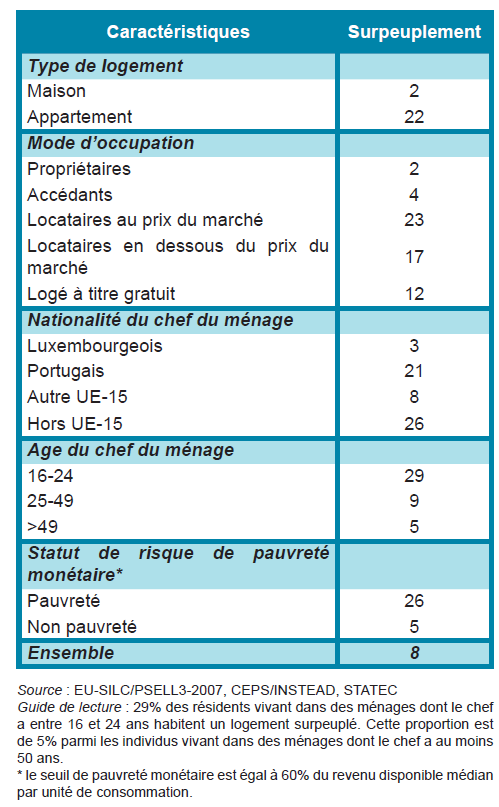 Caractéristiques Surpeuplement
Type de logement
Maison 2
Appartement 22
Mode d’occupation
Propriétaires 2
Accédants 4
Locataires au prix du marché 23
Locataires en dessous du prix du
marché 17
Logé à titre gratuit 12
Nationalité du chef du ménage
Luxembourgeois 3
Portugais 21
Autre UE-15 8
Hors UE-15 26
Age du chef du ménage
16-24 29
25-49 9
>49 5
Statut de risque de pauvreté
monétaire*
Pauvreté 26
Non pauvreté 5
Ensemble 8
Source : EU-SILC/PSELL3-2007, CEPS/INSTEAD, STATEC
Guide de lecture : 29% des résidents vivant dans des ménages dont le chef
a entre 16 et 24 ans habitent un logement surpeuplé. Cette proportion est
de 5% parmi les individus vivant dans des ménages dont le chef a au moins
50 ans.
* le seuil de pauvreté monétaire est égal à 60% du revenu disponible médian
par unité de consommation.